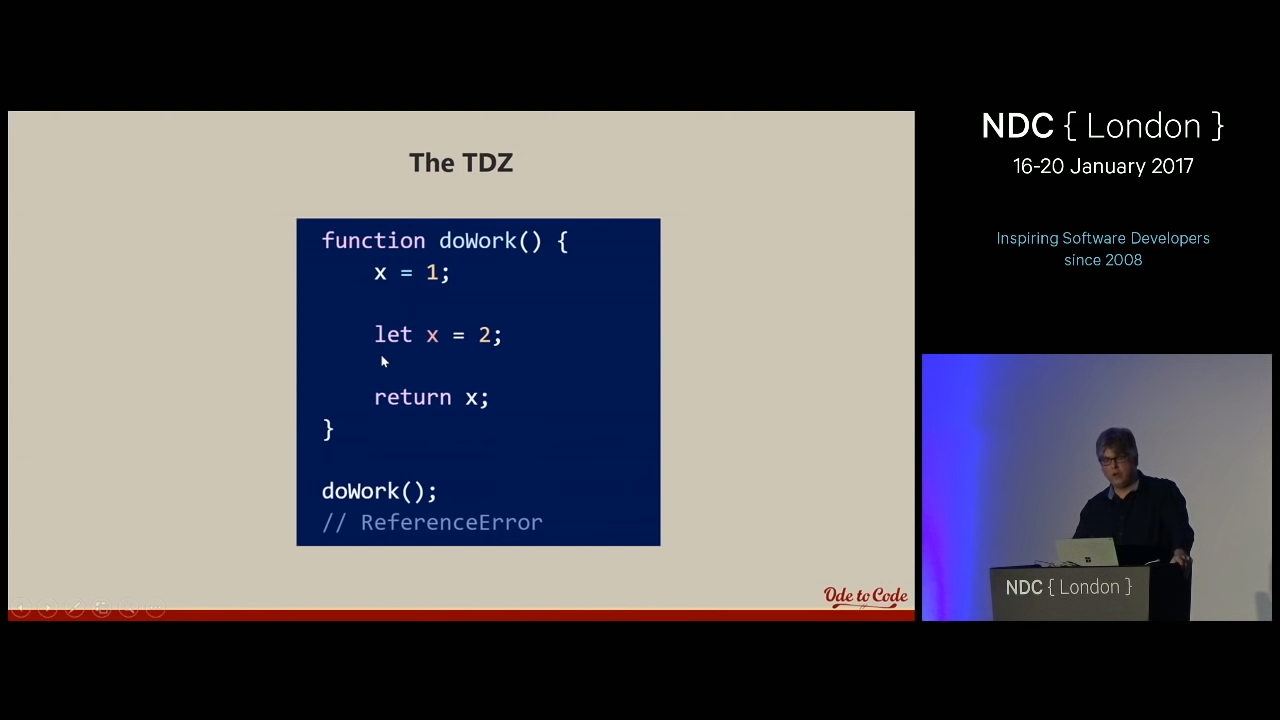 The TDZ
function doWork() {
x = 1;
let x = 2;
return x;
}
doWork();
// ReferenceError
Ode to Code
NDC { London }
16-20 January 2017
Inspiring Software Developers
since 2008
NDC { London }